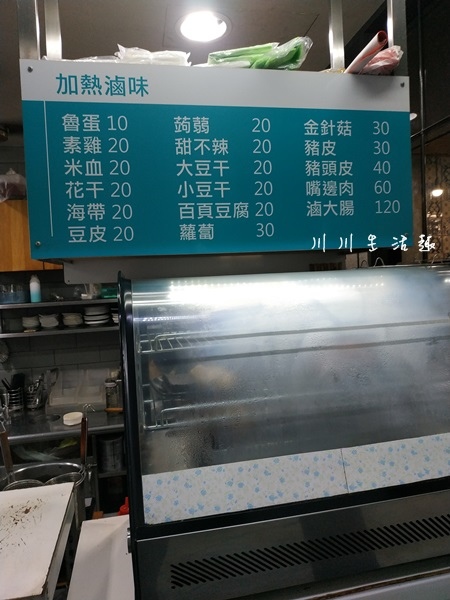 加熱滷味
魯蛋 10
素雞 20
米血 20
花干 20
海帶 20
豆皮 20
蒟蒻 20
甜不辣 20
大豆干 20
小豆干 20
百頁豆腐 20
蘿蔔 30
金針菇 30
豬皮 30
豬頭皮 40
嘴邊肉 60
滷大腸 120
川川生活趣